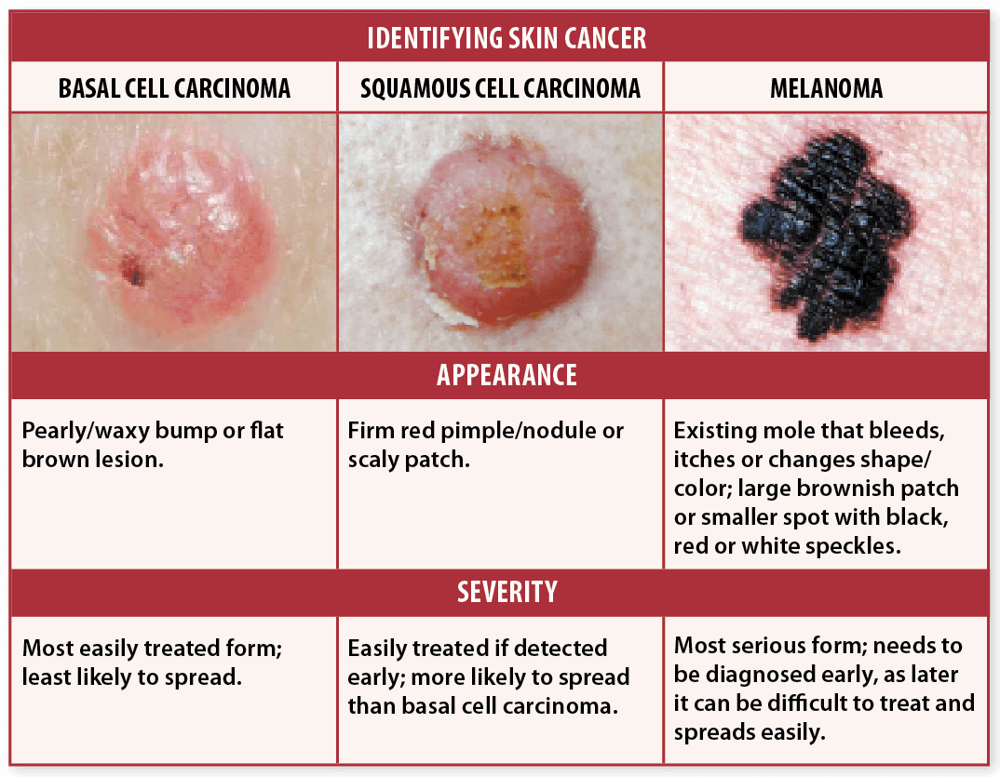 IDENTIFYING SKIN CANCER
BASAL CELL CARCINOMA
SQUAMOUS CELL CARCINOMA
MELANOMA
APPEARANCE
Pearly/waxy bump or flat
brown lesion.
Firm red pimple/nodule or
scaly patch.
Existing mole that bleeds,
itches or changes shape/
color; large brownish patch
or smaller spot with black,
red or white speckles.
SEVERITY
Most easily treated form;
least likely to spread.
Easily treated if detected
early; more likely to spread
than basal cell carcinoma.
Most serious form; needs to
be diagnosed early, as later
it can be difficult to treat and
spreads easily.